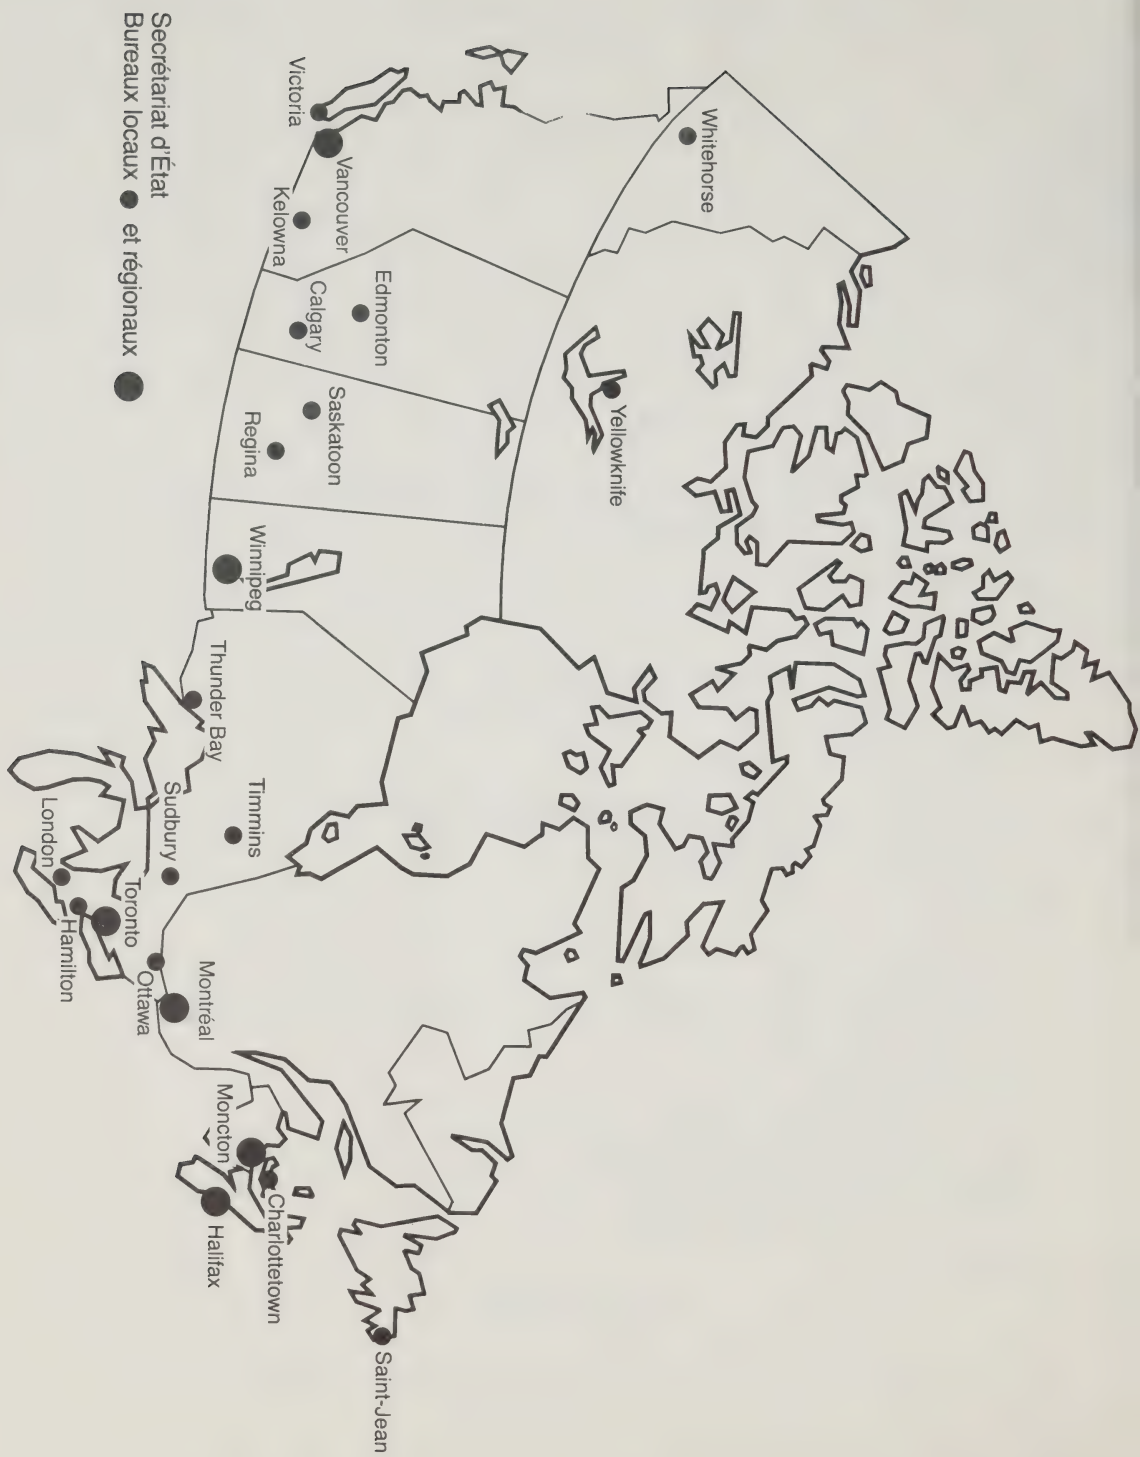 Secrétariat d'État
Bureaux locaux et régionaux
Whitehorse
Yellowknife
Victoria
Vancouver
Kelowna
Edmonton
Calgary
Saskatoon
Regina
Winnipeg
Thunder Bay
Timmins
Sudbury
London
Toronto
Hamilton
Ottawa
Montréal
Moncton
Charlottetown
Halifax
Saint-Jean